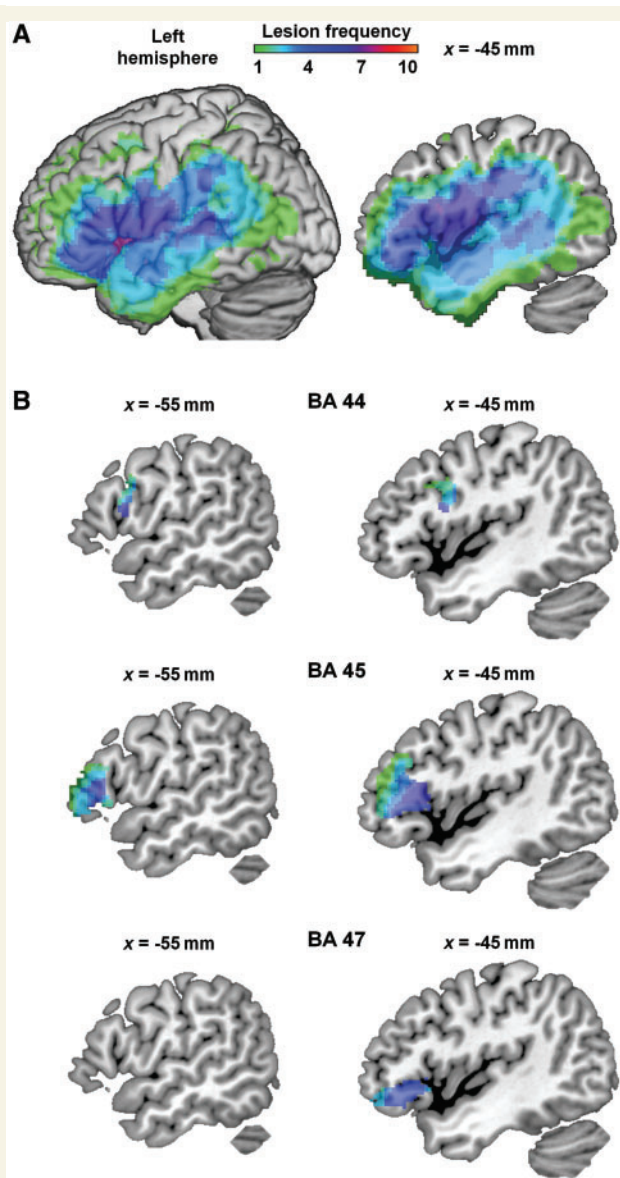 A
Left hemisphere
Lesion frequency
1 4 7 10
x = -45 mm
B
x = -55 mm BA 44 x = -45 mm
x = -55 mm BA 45 x = -45 mm
x = -55 mm BA 47 x = -45 mm